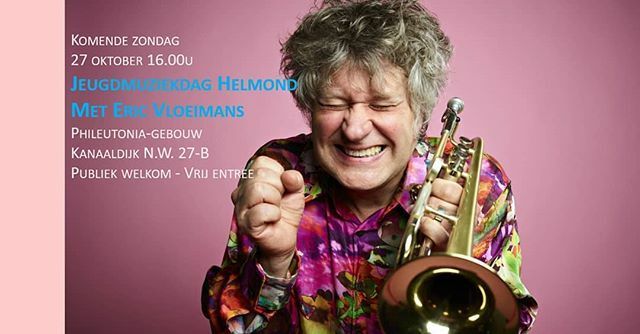 Komende zondag
27 oktober 16.00u
Jeugdmuziekdag Helmond
Met Eric Vloeimans
Phileutonia-gebouw
Kanaaldijk N.W. 27-B
Publiek welkom - Vrij entree